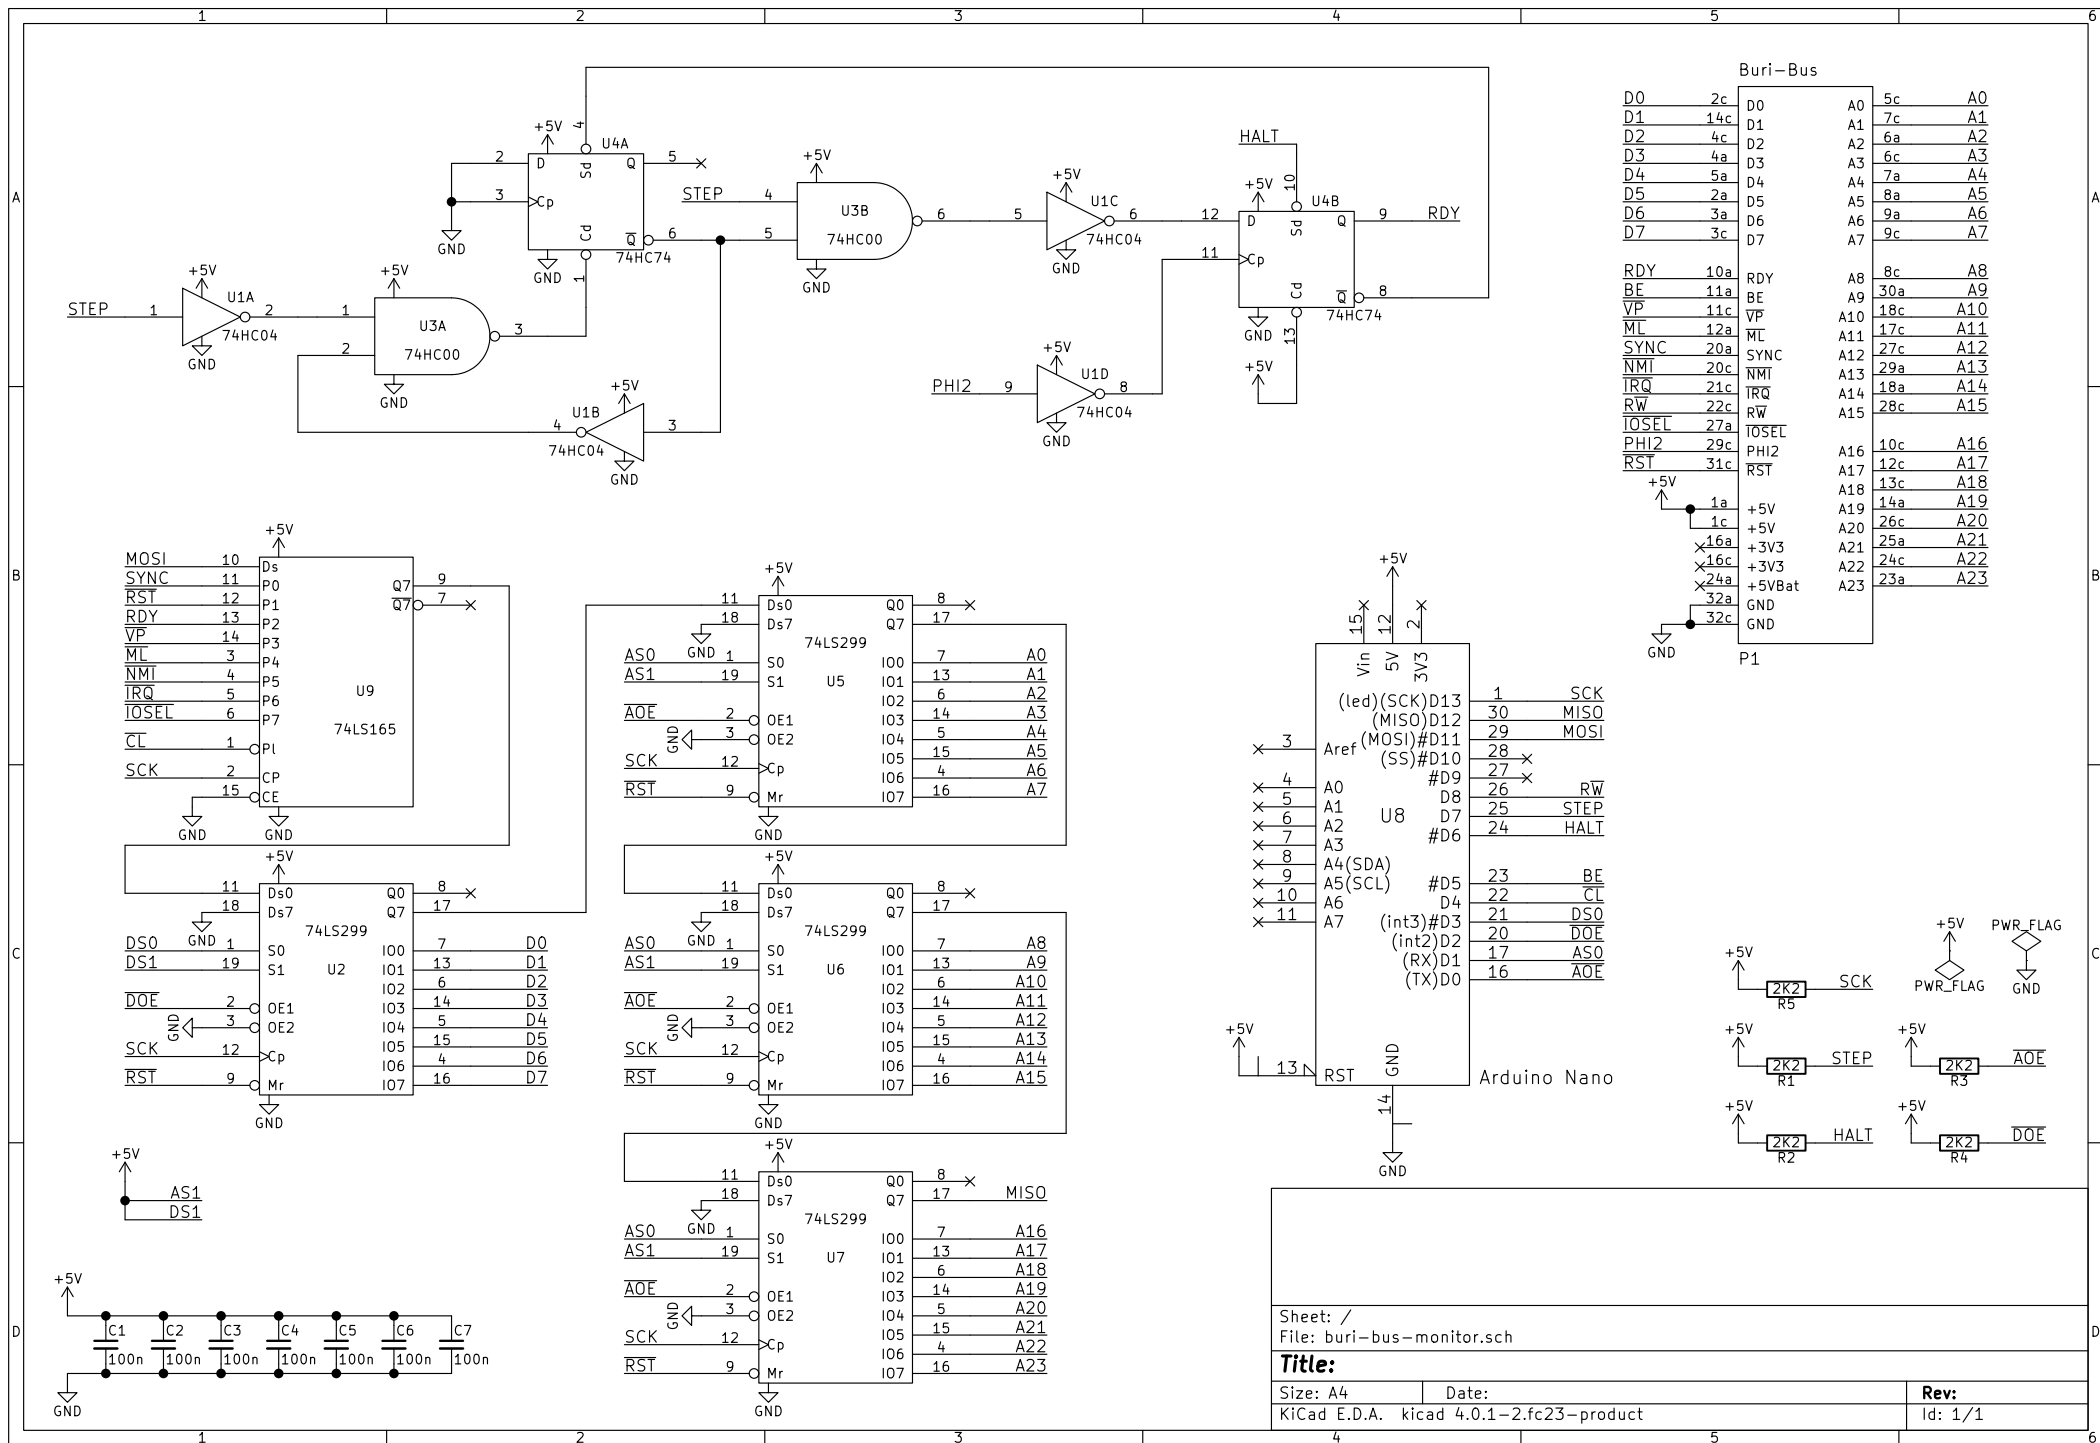 1 2 3 4 5 6
A
B
C
D
Buri-Bus
D0 2c D0 A0 5c A0
D1 14c D1 A1 7c A1
D2 4c D2 A2 6a A2
D3 4a D3 A3 6c A3
D4 5a D4 A4 7a A4
D5 2a D5 A5 8a A5
D6 3a D6 A6 9a A6
D7 3c D7 A7 9c A7
RDY 10a RDY A8 8c A8
BE 11a BE A9 30a A9
VP 11c VP A10 18c A10
ML 12a ML A11 17c A11
SYNC 20a SYNC A12 27c A12
NMI 20c NMI A13 29a A13
IRQ 21c IRQ A14 18a A14
RW 22c RW A15 28c A15
IOSEL 27a IOSEL
PHI2 29c PHI2 A16 10c A16
RST 31c RST A17 12c A17
A18 13c A18
+5V
1a +5V A19 14a A19
1c +5V A20 26c A20
16a +3V3 A21 25a A21
16c +3V3 A22 24c A22
24a +5VBat A23 23a A23
32a GND
32c GND
GND
P1
+5V 4 U4A
2 D Sd Q 5
3 Cp
Cd Q 6
GND GND 1 74HC74
STEP 4 +5V
U3B 6
5 74HC00
GND
+5V U1C
5 6
74HC04
GND
HALT
+5V 10 U4B
12 D Sd Q 9 RDY
11 Cp
Cd Q 8
GND 13 74HC74
+5V
+5V
STEP 1 U1A 2
74HC04
GND
+5V
1 U3A 3
2 74HC00
GND
+5V
4 U1B 3
74HC04
GND
+5V
PHI2 9 U1D 8
74HC04
GND
+5V
MOSI 10 Ds
SYNC 11 P0 Q7 9
RST 12 P1 Q7 7
RDY 13 P2
VP 14 P3
ML 3 P4
NMI 4 P5 U9
IRQ 5 P6
IOSEL 6 P7 74LS165
CL 1 Pl
SCK 2 CP
15 CE
GND GND
+5V
11 Ds0 Q0 8
18 Ds7 Q7 17
GND 74LS299
DS0 1 S0 IO0 7 D0
DS1 19 S1 U2 IO1 13 D1
IO2 6 D2
DOE 2 OE1 IO3 14 D3
GND 3 OE2 IO4 5 D4
IO5 15 D5
SCK 12 Cp IO6 4 D6
RST 9 Mr IO7 16 D7
GND
+5V
11 Ds0 Q0 8
18 Ds7 Q7 17
GND 74LS299
AS0 1 S0 IO0 7 A0
AS1 19 S1 U5 IO1 13 A1
IO2 6 A2
AOE 2 OE1 IO3 14 A3
GND 3 OE2 IO4 5 A4
IO5 15 A5
SCK 12 Cp IO6 4 A6
RST 9 Mr IO7 16 A7
GND
+5V
11 Ds0 Q0 8
18 Ds7 Q7 17
GND 74LS299
AS0 1 S0 IO0 7 A8
AS1 19 S1 U6 IO1 13 A9
IO2 6 A10
AOE 2 OE1 IO3 14 A11
GND 3 OE2 IO4 5 A12
IO5 15 A13
SCK 12 Cp IO6 4 A14
RST 9 Mr IO7 16 A15
GND
+5V
11 Ds0 Q0 8
18 Ds7 Q7 17 MISO
GND 74LS299
AS0 1 S0 IO0 7 A16
AS1 19 S1 U7 IO1 13 A17
IO2 6 A18
AOE 2 OE1 IO3 14 A19
GND 3 OE2 IO4 5 A20
IO5 15 A21
SCK 12 Cp IO6 4 A22
RST 9 Mr IO7 16 A23
GND
+5V
15 12 2
Vin 5V 3V3
(led)(SCK)D13 1 SCK
(MISO)D12 30 MISO
3 Aref (MOSI)#D11 29 MOSI
(SS)#D10 28
#D9 27
4 A0 D8 26 RW
5 A1 D7 25 STEP
6 A2 U8 #D6 24 HALT
7 A3
8 A4(SDA)
9 A5(SCL) #D5 23 BE
10 A6 D4 22 CL
11 A7 (int3)#D3 21 DS0
(int2)D2 20 DOE
(RX)D1 17 AS0
(TX)D0 16 AOE
+5V
13 RST GND Arduino Nano
14
GND
+5V PWR_FLAG
PWR_FLAG GND
+5V 2K2 SCK
R5
+5V 2K2 STEP
R1
+5V 2K2 AOE
R3
+5V 2K2 HALT
R2
+5V 2K2 DOE
R4
+5V
AS1
DS1
+5V
C1 C2 C3 C4 C5 C6 C7
100n 100n 100n 100n 100n 100n 100n
GND
Sheet: /
File: buri-bus-monitor.sch
Title:
Size: A4 Date: Rev:
KiCad E.D.A. kicad 4.0.1-2.fc23-product Id: 1/1
1 2 3 4 5 6
A
B
C
D